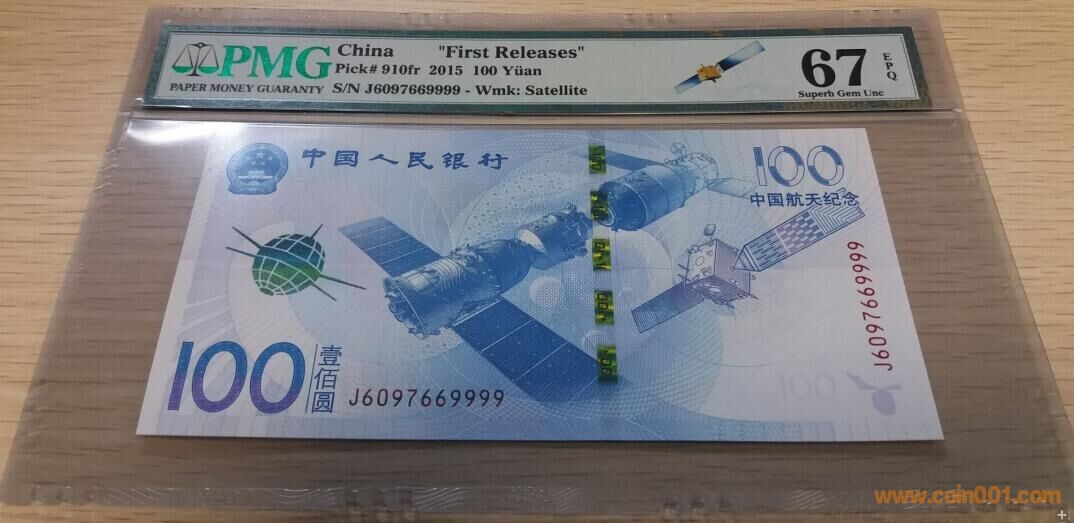 PMG
PAPER MONEY GUARANTY
China "First Releases"
Pick# 910fr 2015 100 Yüan
S/N J6097669999 - Wmk: Satellite
67
EPQ
Superb Gem Unc
中国人民银行
100
中国航天纪念
J6097669999
100
壹佰圆
J6097669999
100
www.coin001.com